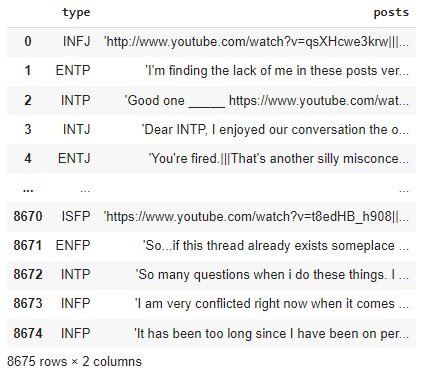 type posts
0 INFJ 'http://www.youtube.com/watch?v=qsXHcwe3krw|||...
1 ENTP 'I'm finding the lack of me in these posts ver...
2 INTP 'Good one _____ https://www.youtube.com/wat...
3 INTJ 'Dear INTP, I enjoyed our conversation the o...
4 ENTJ 'You're fired.|||That's another silly misconce...
... ... ...
8670 ISFP 'https://www.youtube.com/watch?v=t8edHB_h908||...
8671 ENFP 'So...if this thread already exists someplace ...
8672 INTP 'So many questions when i do these things. I ...
8673 INFP 'I am very conflicted right now when it comes ...
8674 INFP 'It has been too long since I have been on per...
8675 rows × 2 columns